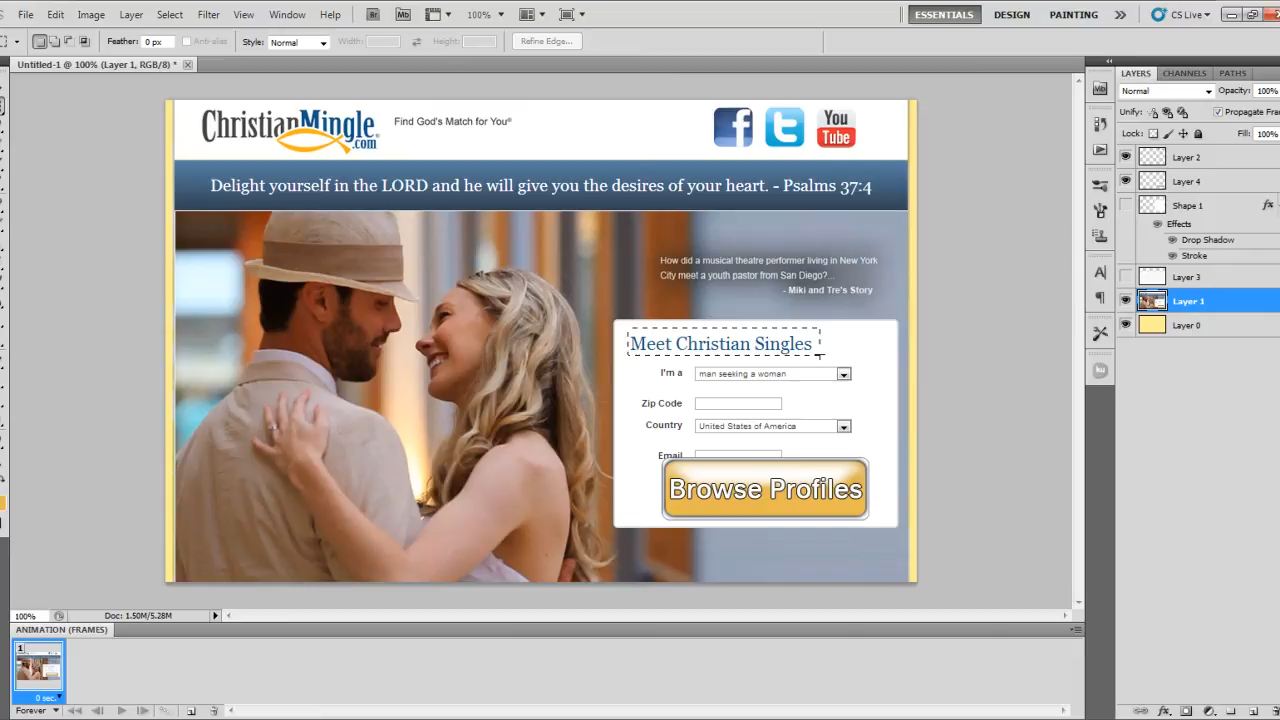 File Edit Image Layer Select Filter View Window Help Br Mb 100% ESSENTIALS DESIGN PAINTING CS Live
Feather: 0 px Anti-alias Style: Normal Width: Height: Refine Edge...
Untitled-1 @ 100% (Layer 1, RGB/8) *
LAYERS CHANNELS PATHS
Mb
Normal Opacity: 100%
Unify: Propagate Fra
Lock: Fill: 100%
Layer 2
Layer 4
Shape 1 fx
Effects
Drop Shadow
Stroke
Layer 3
Layer 1
Layer 0
ChristianMingle.com
Find God's Match for You®
f t You Tube
Delight yourself in the LORD and he will give you the desires of your heart. - Psalms 37:4
How did a musical theatre performer living in New York
City meet a youth pastor from San Diego?...
- Miki and Tre's Story
Meet Christian Singles
I'm a man seeking a woman
Zip Code
Country United States of America
Email
Browse Profiles
100% Doc: 1.50M/5.28M
ANIMATION (FRAMES)
1
0 sec.
Forever